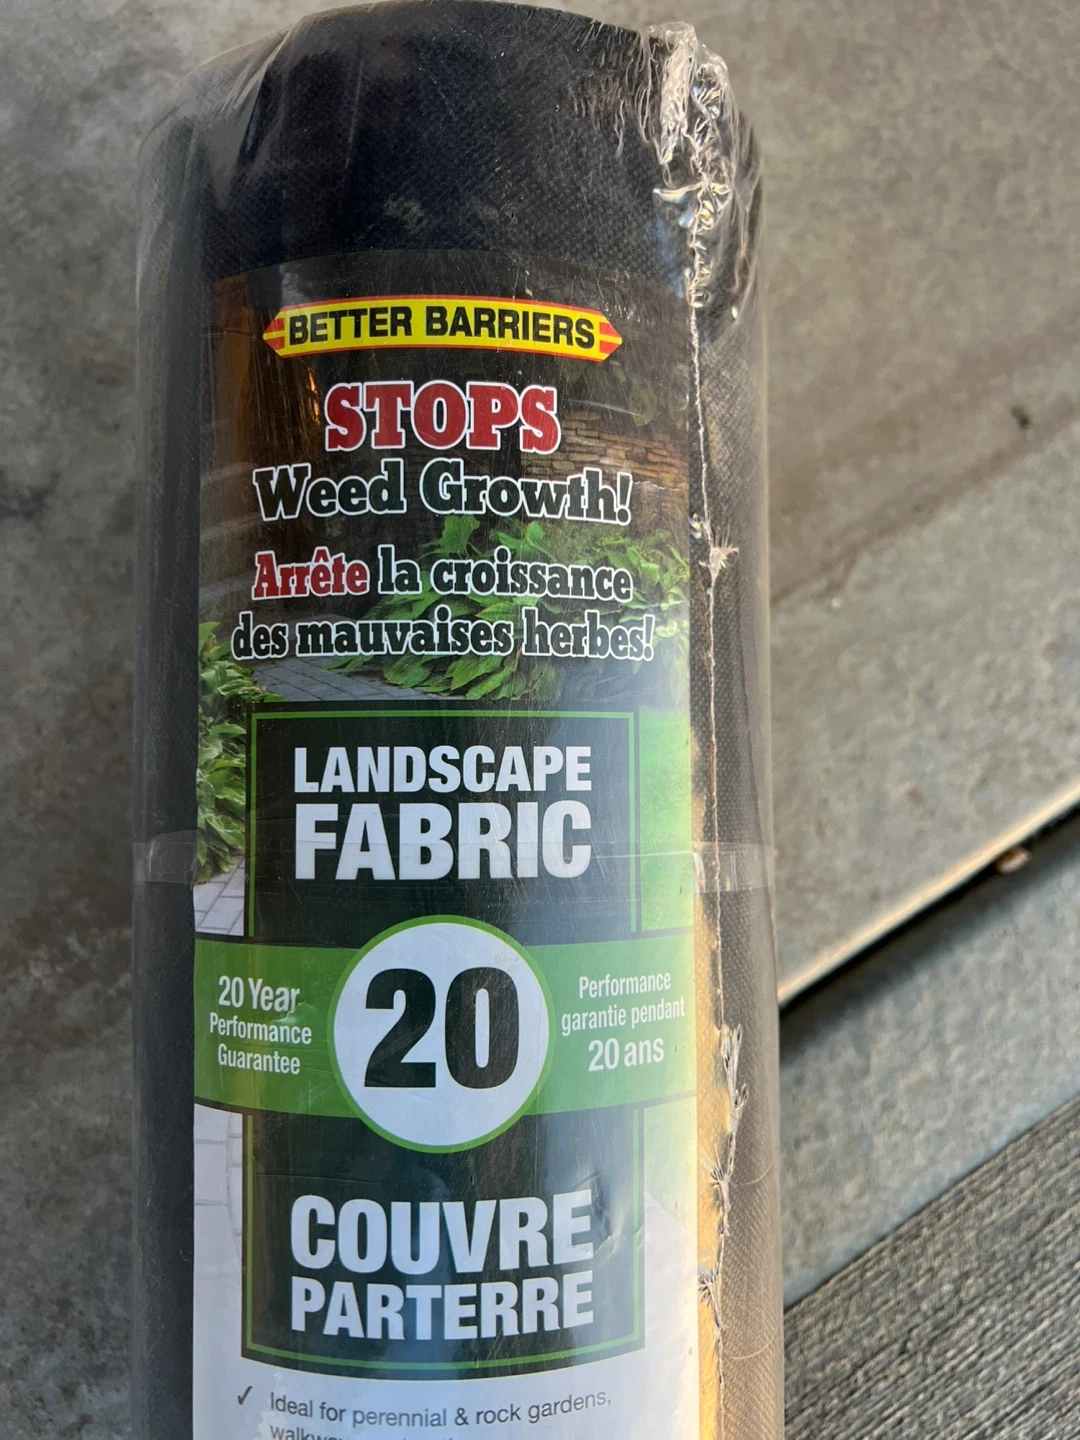 BETTER BARRIERS
STOPS
Weed Growth!
Arrête la croissance
des mauvaises herbes!
LANDSCAPE
FABRIC
20 Year
Performance
Guarantee
20
Performance
garantie pendant
20 ans
COUVRE
PARTERRE
✓ Ideal for perennial & rock gardens,